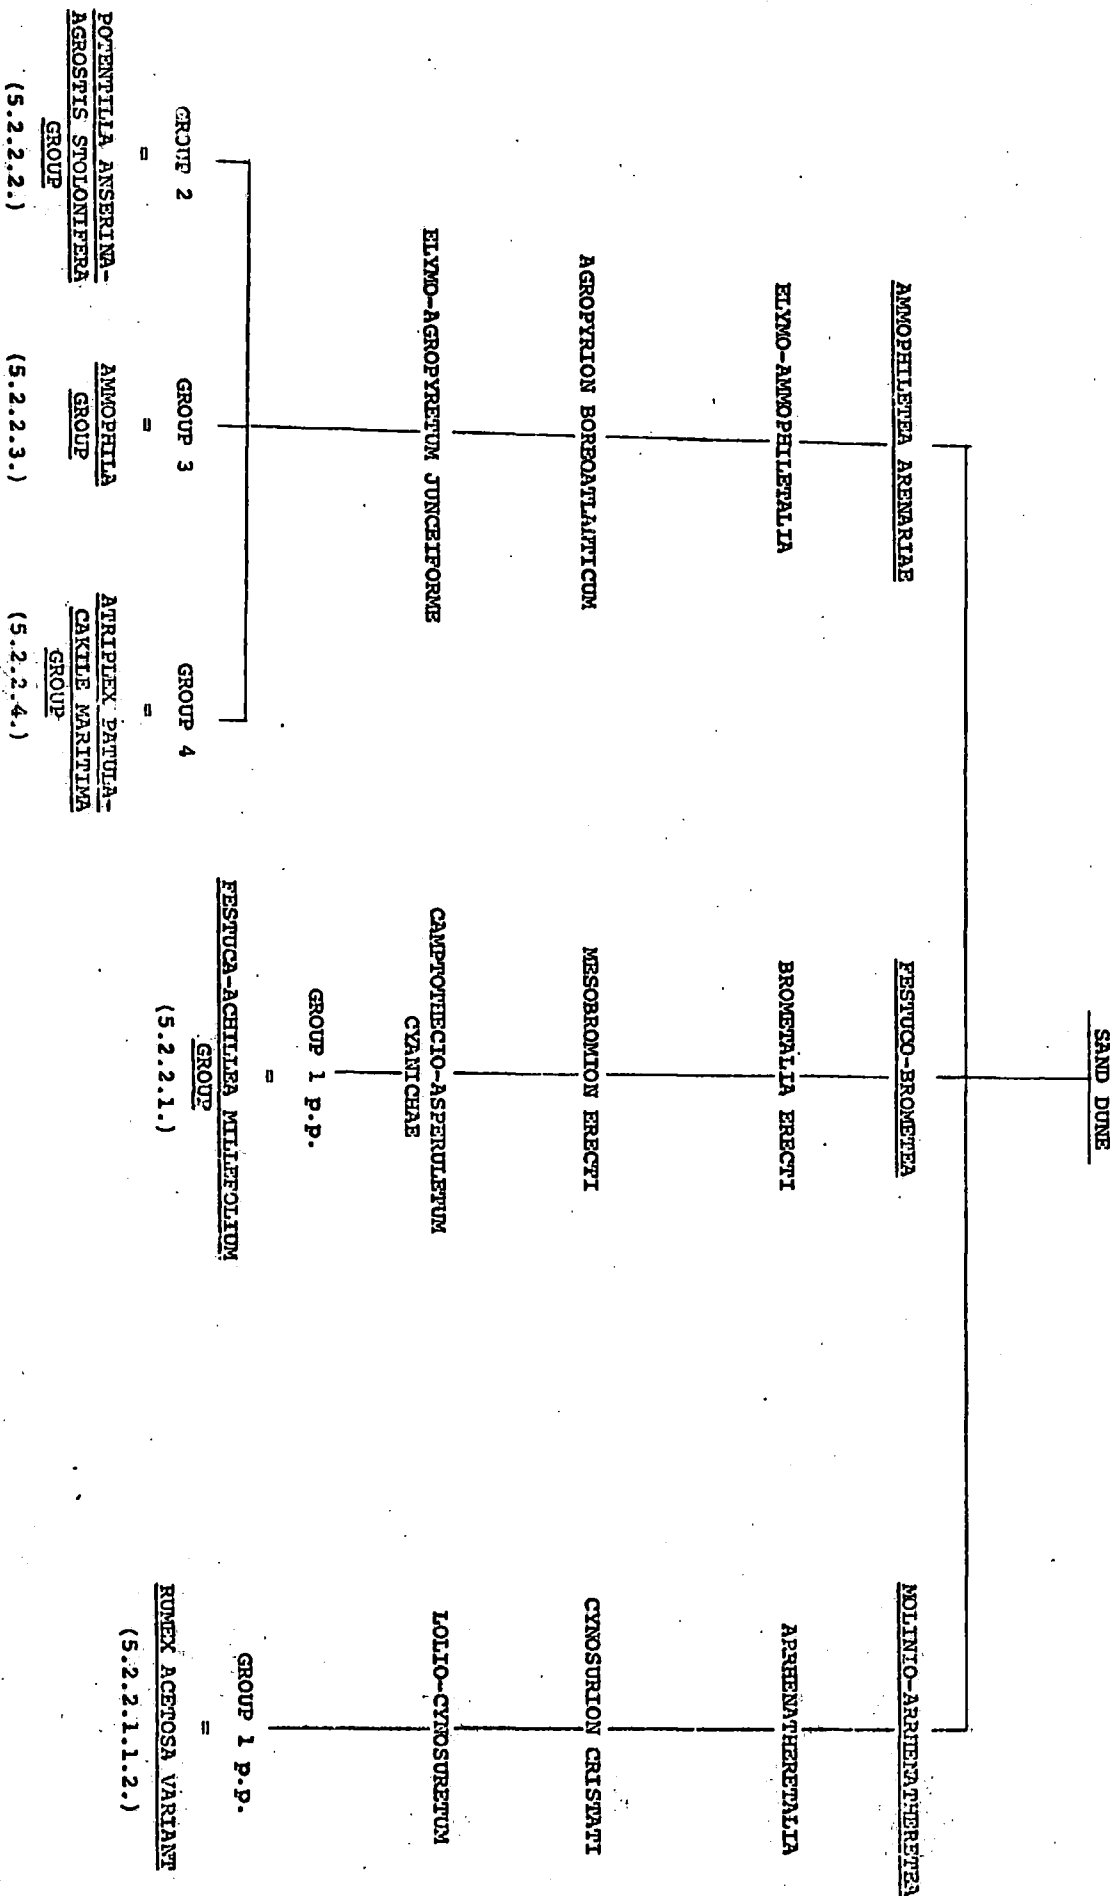 SAND DUNE
AMMOPHILETEA ARENARIAE
FESTUCO-BROMETEA
MOLINIO-ARRHENATHERETEA
ELYMO-AMMOPHILETALIA
BROMETALIA ERECTI
ARRHENATHERETALIA
AGROPYRION BOREOATLANTICUM
MESOBROMION ERECTI
CYNOSURION CRISTATI
ELYMO-AGROPYRETUM JUNCEIFORME
CAMPTOTHECIO-ASPERULETUM
CYANICHAE
LOLIO-CYNOSURETUM
GROUP 2
=
POTENTILLA ANSERINA-
AGROSTIS STOLONIFERA
GROUP
(5.2.2.2.)
GROUP 3
=
AMMOPHILA
GROUP
(5.2.2.3.)
GROUP 4
=
ATRIPLEX PATULA-
CAKILE MARITIMA
GROUP
(5.2.2.4.)
GROUP 1 p.p.
=
FESTUCA-ACHILLEA MILLEFOLIUM
GROUP
(5.2.2.1.)
GROUP 1 p.p.
=
RUMEX ACETOSA VARIANT
(5.2.2.1.1.2.)